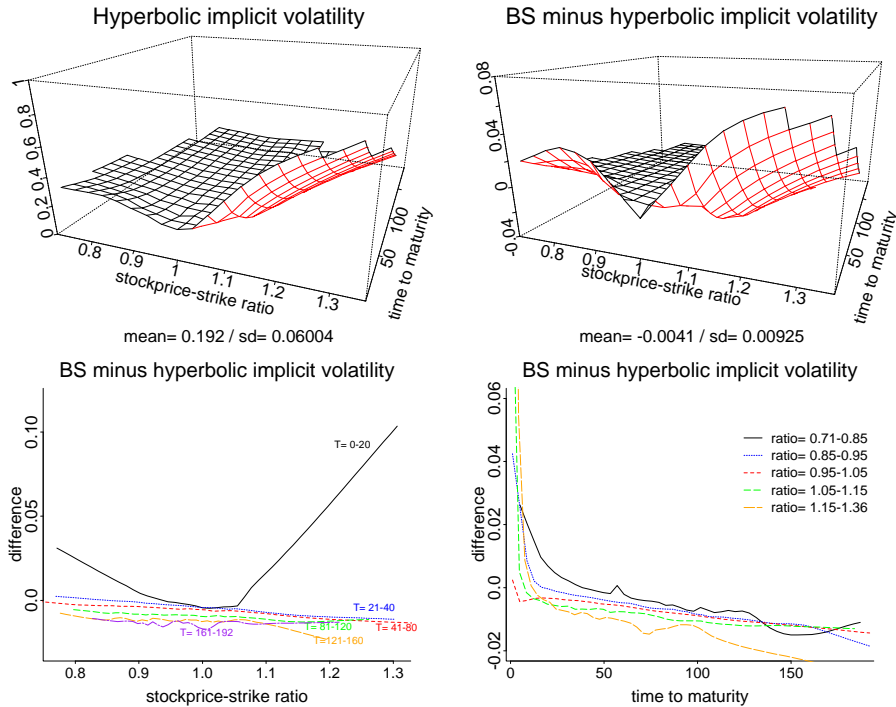 Hyperbolic implicit volatility
0 0.2 0.4 0.6 0.8 1
0.8 0.9 1 1.1 1.2 1.3
stockprice-strike ratio
50 100
time to maturity
mean= 0.192 / sd= 0.06004
BS minus hyperbolic implicit volatility
-0.04 0 0.04 0.08
0.8 0.9 1 1.1 1.2 1.3
stockprice-strike ratio
50 100
time to maturity
mean= -0.0041 / sd= 0.00925
BS minus hyperbolic implicit volatility
difference
0.0 0.05 0.10
T= 0-20
T= 21-40
T= 41-80
T= 81-120
T=121-160
T= 161-192
0.8 0.9 1.0 1.1 1.2 1.3
stockprice-strike ratio
BS minus hyperbolic implicit volatility
difference
-0.02 0.0 0.02 0.04 0.06
ratio= 0.71-0.85
ratio= 0.85-0.95
ratio= 0.95-1.05
ratio= 1.05-1.15
ratio= 1.15-1.36
0 50 100 150
time to maturity